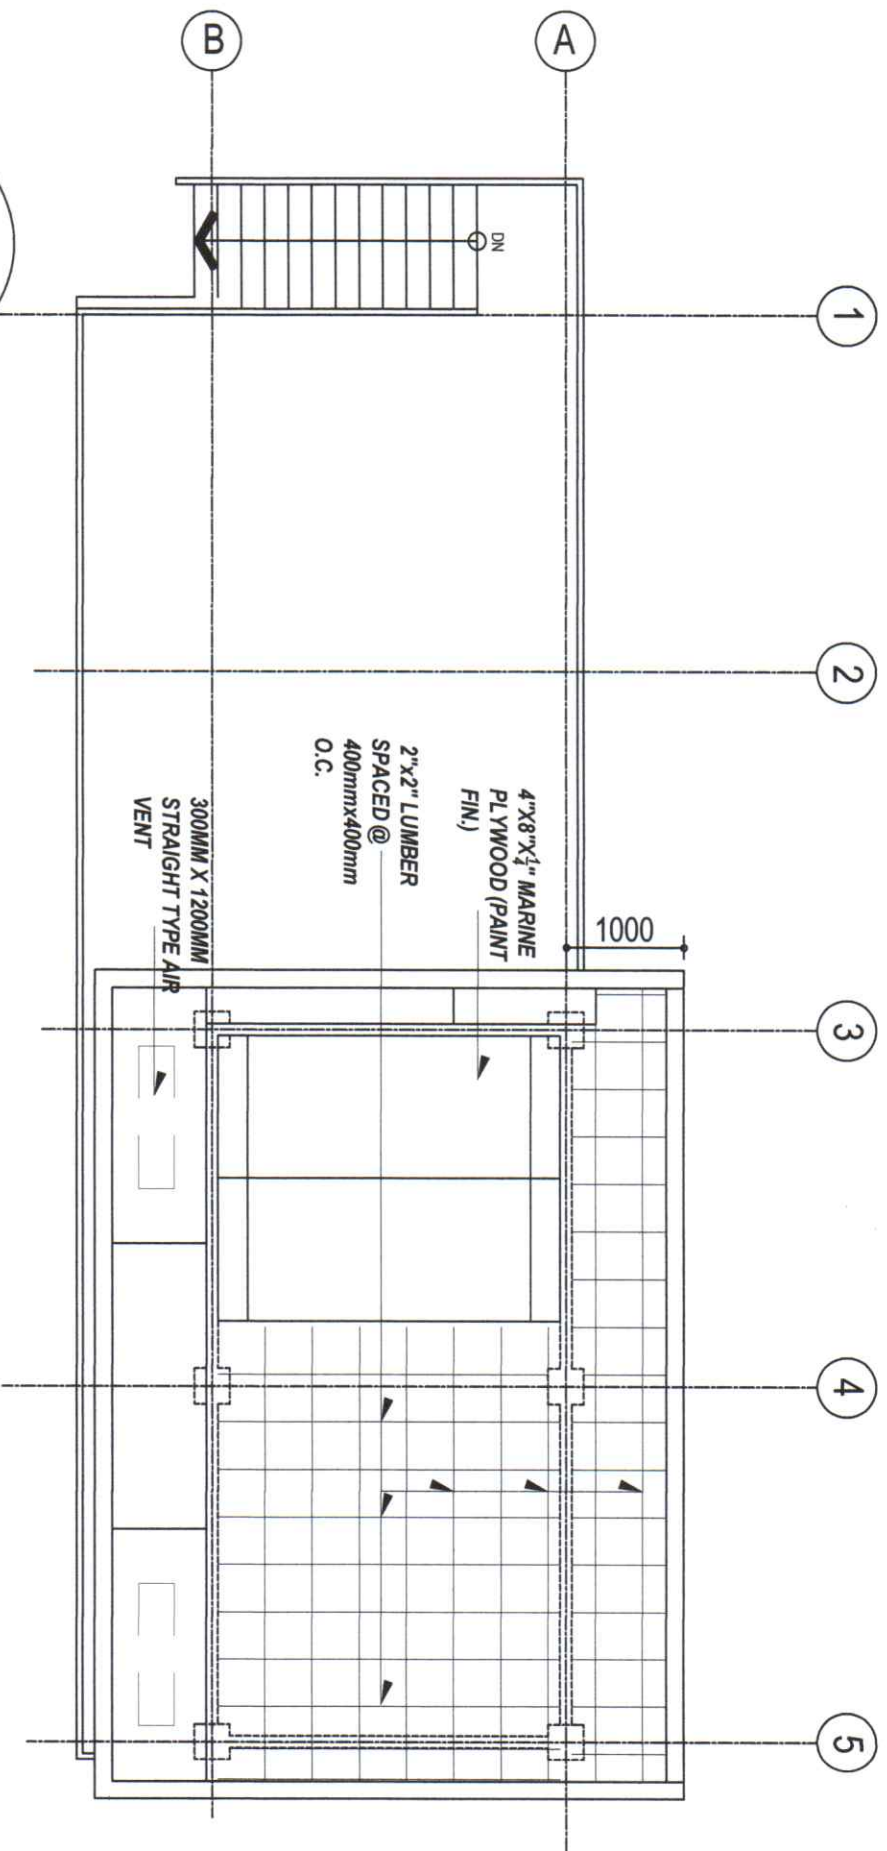 B
A
DN
1
2
3
4
5
1000
4"X8"X1/4" MARINE
PLYWOOD (PAINT
FIN.)
2"x2" LUMBER
SPACED @
400mmx400mm
O.C.
300MM X 1200MM
STRAIGHT TYPE AIR
VENT